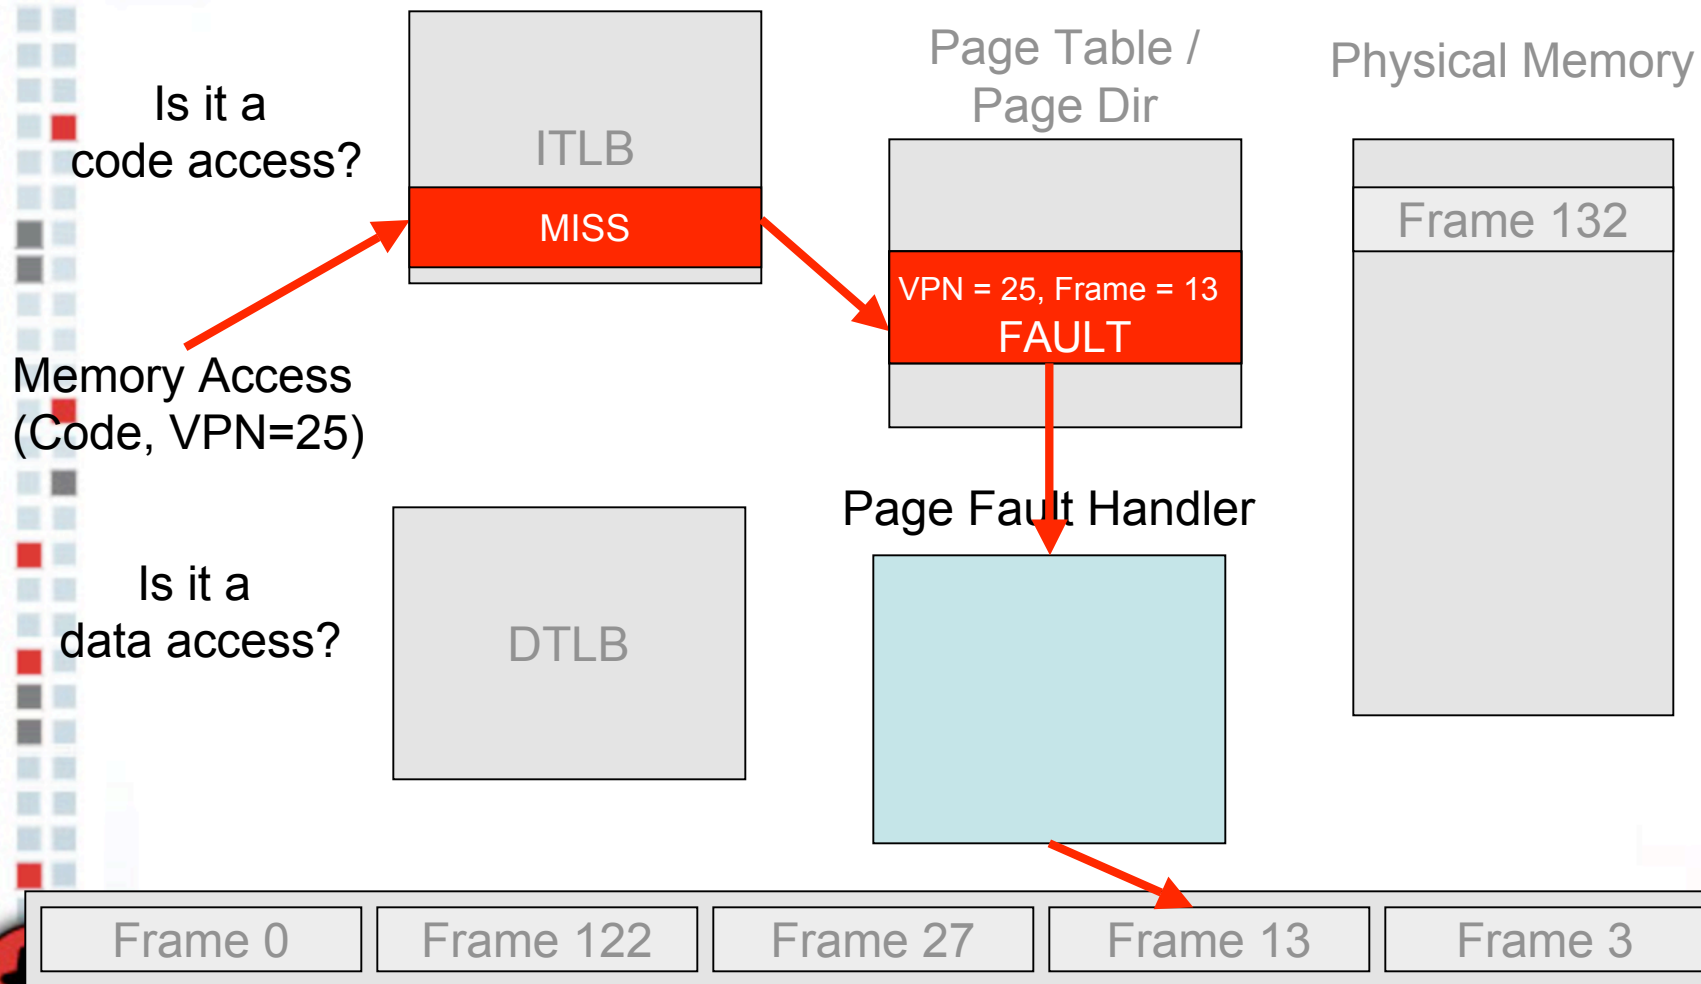 Is it a
code access?
ITLB
MISS
Page Table /
Page Dir
Physical Memory
Frame 132
VPN = 25, Frame = 13
FAULT
Memory Access
(Code, VPN=25)
Page Fault Handler
Is it a
data access?
DTLB
Frame 0
Frame 122
Frame 27
Frame 13
Frame 3